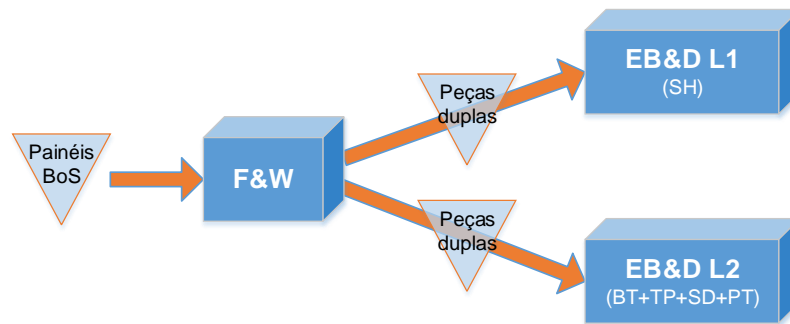 Painéis
BoS
F&W
Peças
duplas
EB&D L1
(SH)
Peças
duplas
EB&D L2
(BT+TP+SD+PT)